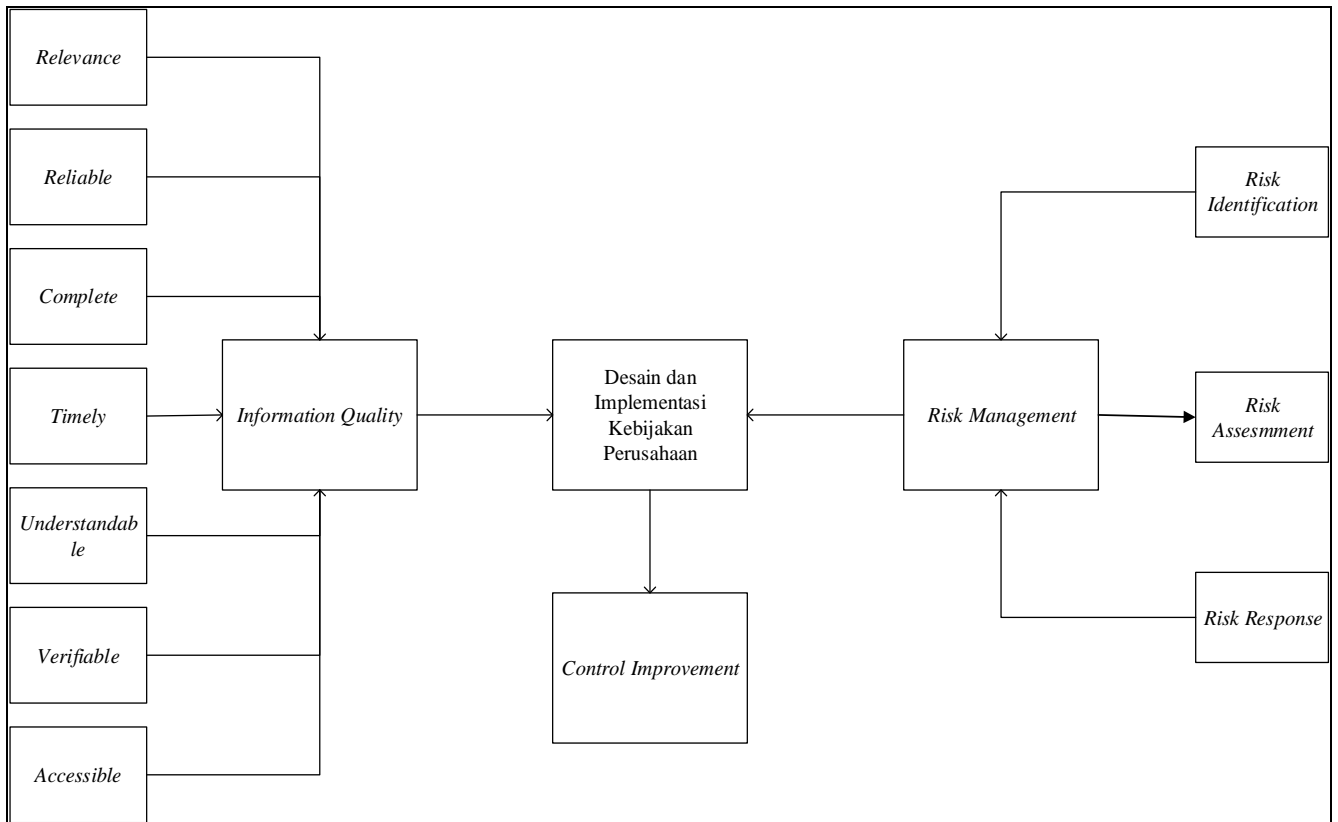 Relevance
Reliable
Complete
Timely
Understandab
le
Verifiable
Accessible
Information Quality
Desain dan
Implementasi
Kebijakan
Perusahaan
Control Improvement
Risk Management
Risk
Identification
Risk
Assesmment
Risk Response